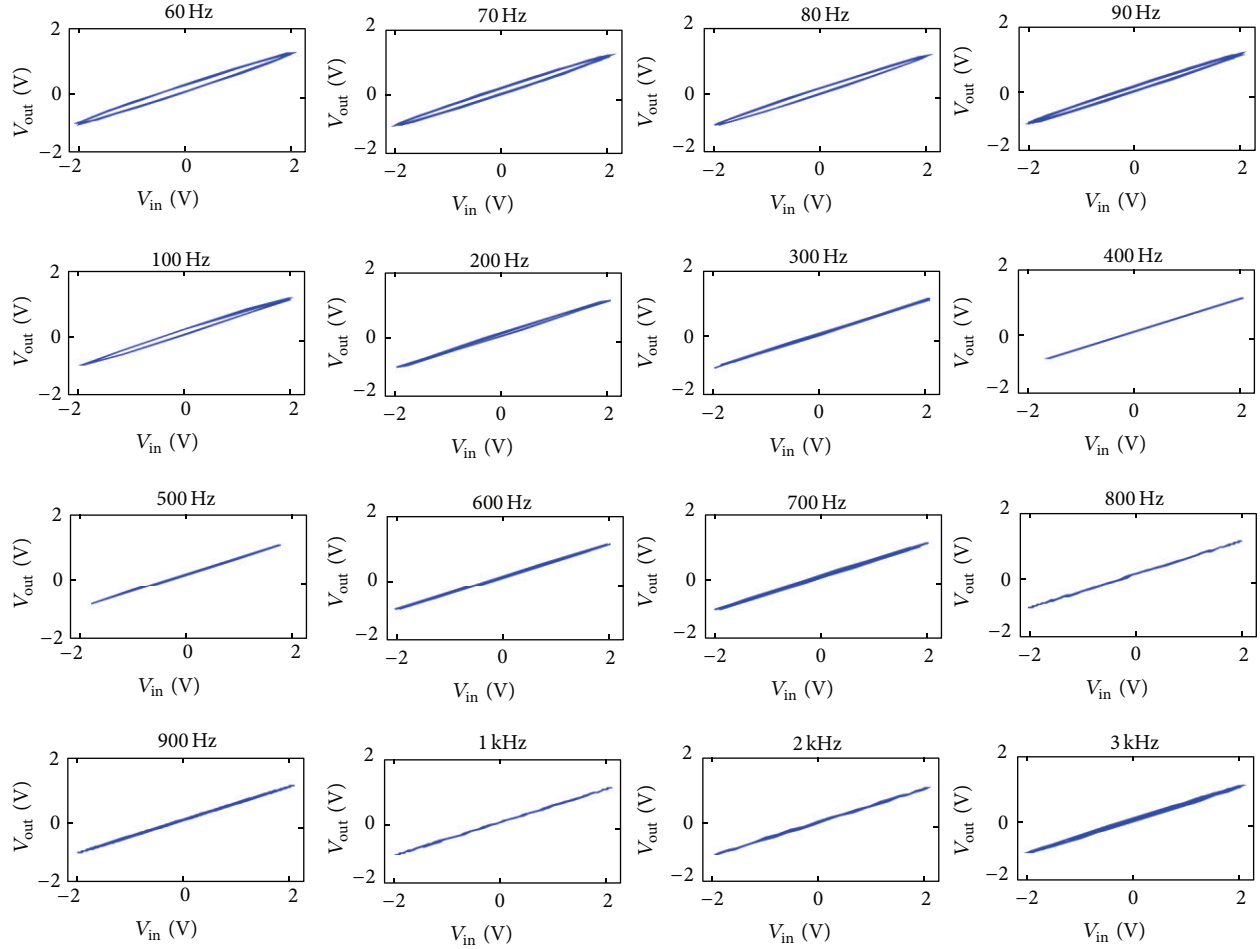 60 Hz
70 Hz
80 Hz
90 Hz
2
0
−2
V_out (V)
−2
0
2
V_in (V)
2
0
−2
V_out (V)
−2
0
2
V_in (V)
2
0
−2
V_out (V)
−2
0
2
V_in (V)
2
0
−2
V_out (V)
−2
0
2
V_in (V)
100 Hz
200 Hz
300 Hz
400 Hz
2
0
−2
V_out (V)
−2
0
2
V_in (V)
2
0
−2
V_out (V)
−2
0
2
V_in (V)
2
0
−2
V_out (V)
−2
0
2
V_in (V)
2
0
−2
V_out (V)
−2
0
2
V_in (V)
500 Hz
600 Hz
700 Hz
800 Hz
2
0
−2
V_out (V)
−2
0
2
V_in (V)
2
0
−2
V_out (V)
−2
0
2
V_in (V)
2
0
−2
V_out (V)
−2
0
2
V_in (V)
2
0
−2
V_out (V)
−2
0
2
V_in (V)
900 Hz
1 kHz
2 kHz
3 kHz
2
0
−2
V_out (V)
−2
0
2
V_in (V)
2
0
−2
V_out (V)
−2
0
2
V_in (V)
2
0
−2
V_out (V)
−2
0
2
V_in (V)
2
0
−2
V_out (V)
−2
0
2
V_in (V)